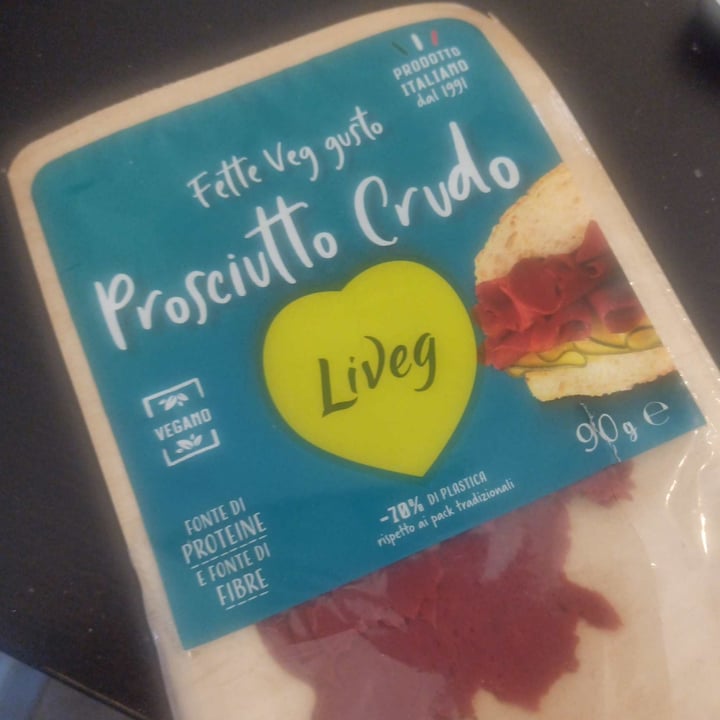 PRODOTTO
ITALIANO
dal 1991
Fette Veg gusto
Prosciutto Crudo
Liveg
VEGANO
90g e
-70% DI PLASTICA
rispetto ai pack tradizionali
FONTE DI
PROTEINE
E FONTE DI
FIBRE